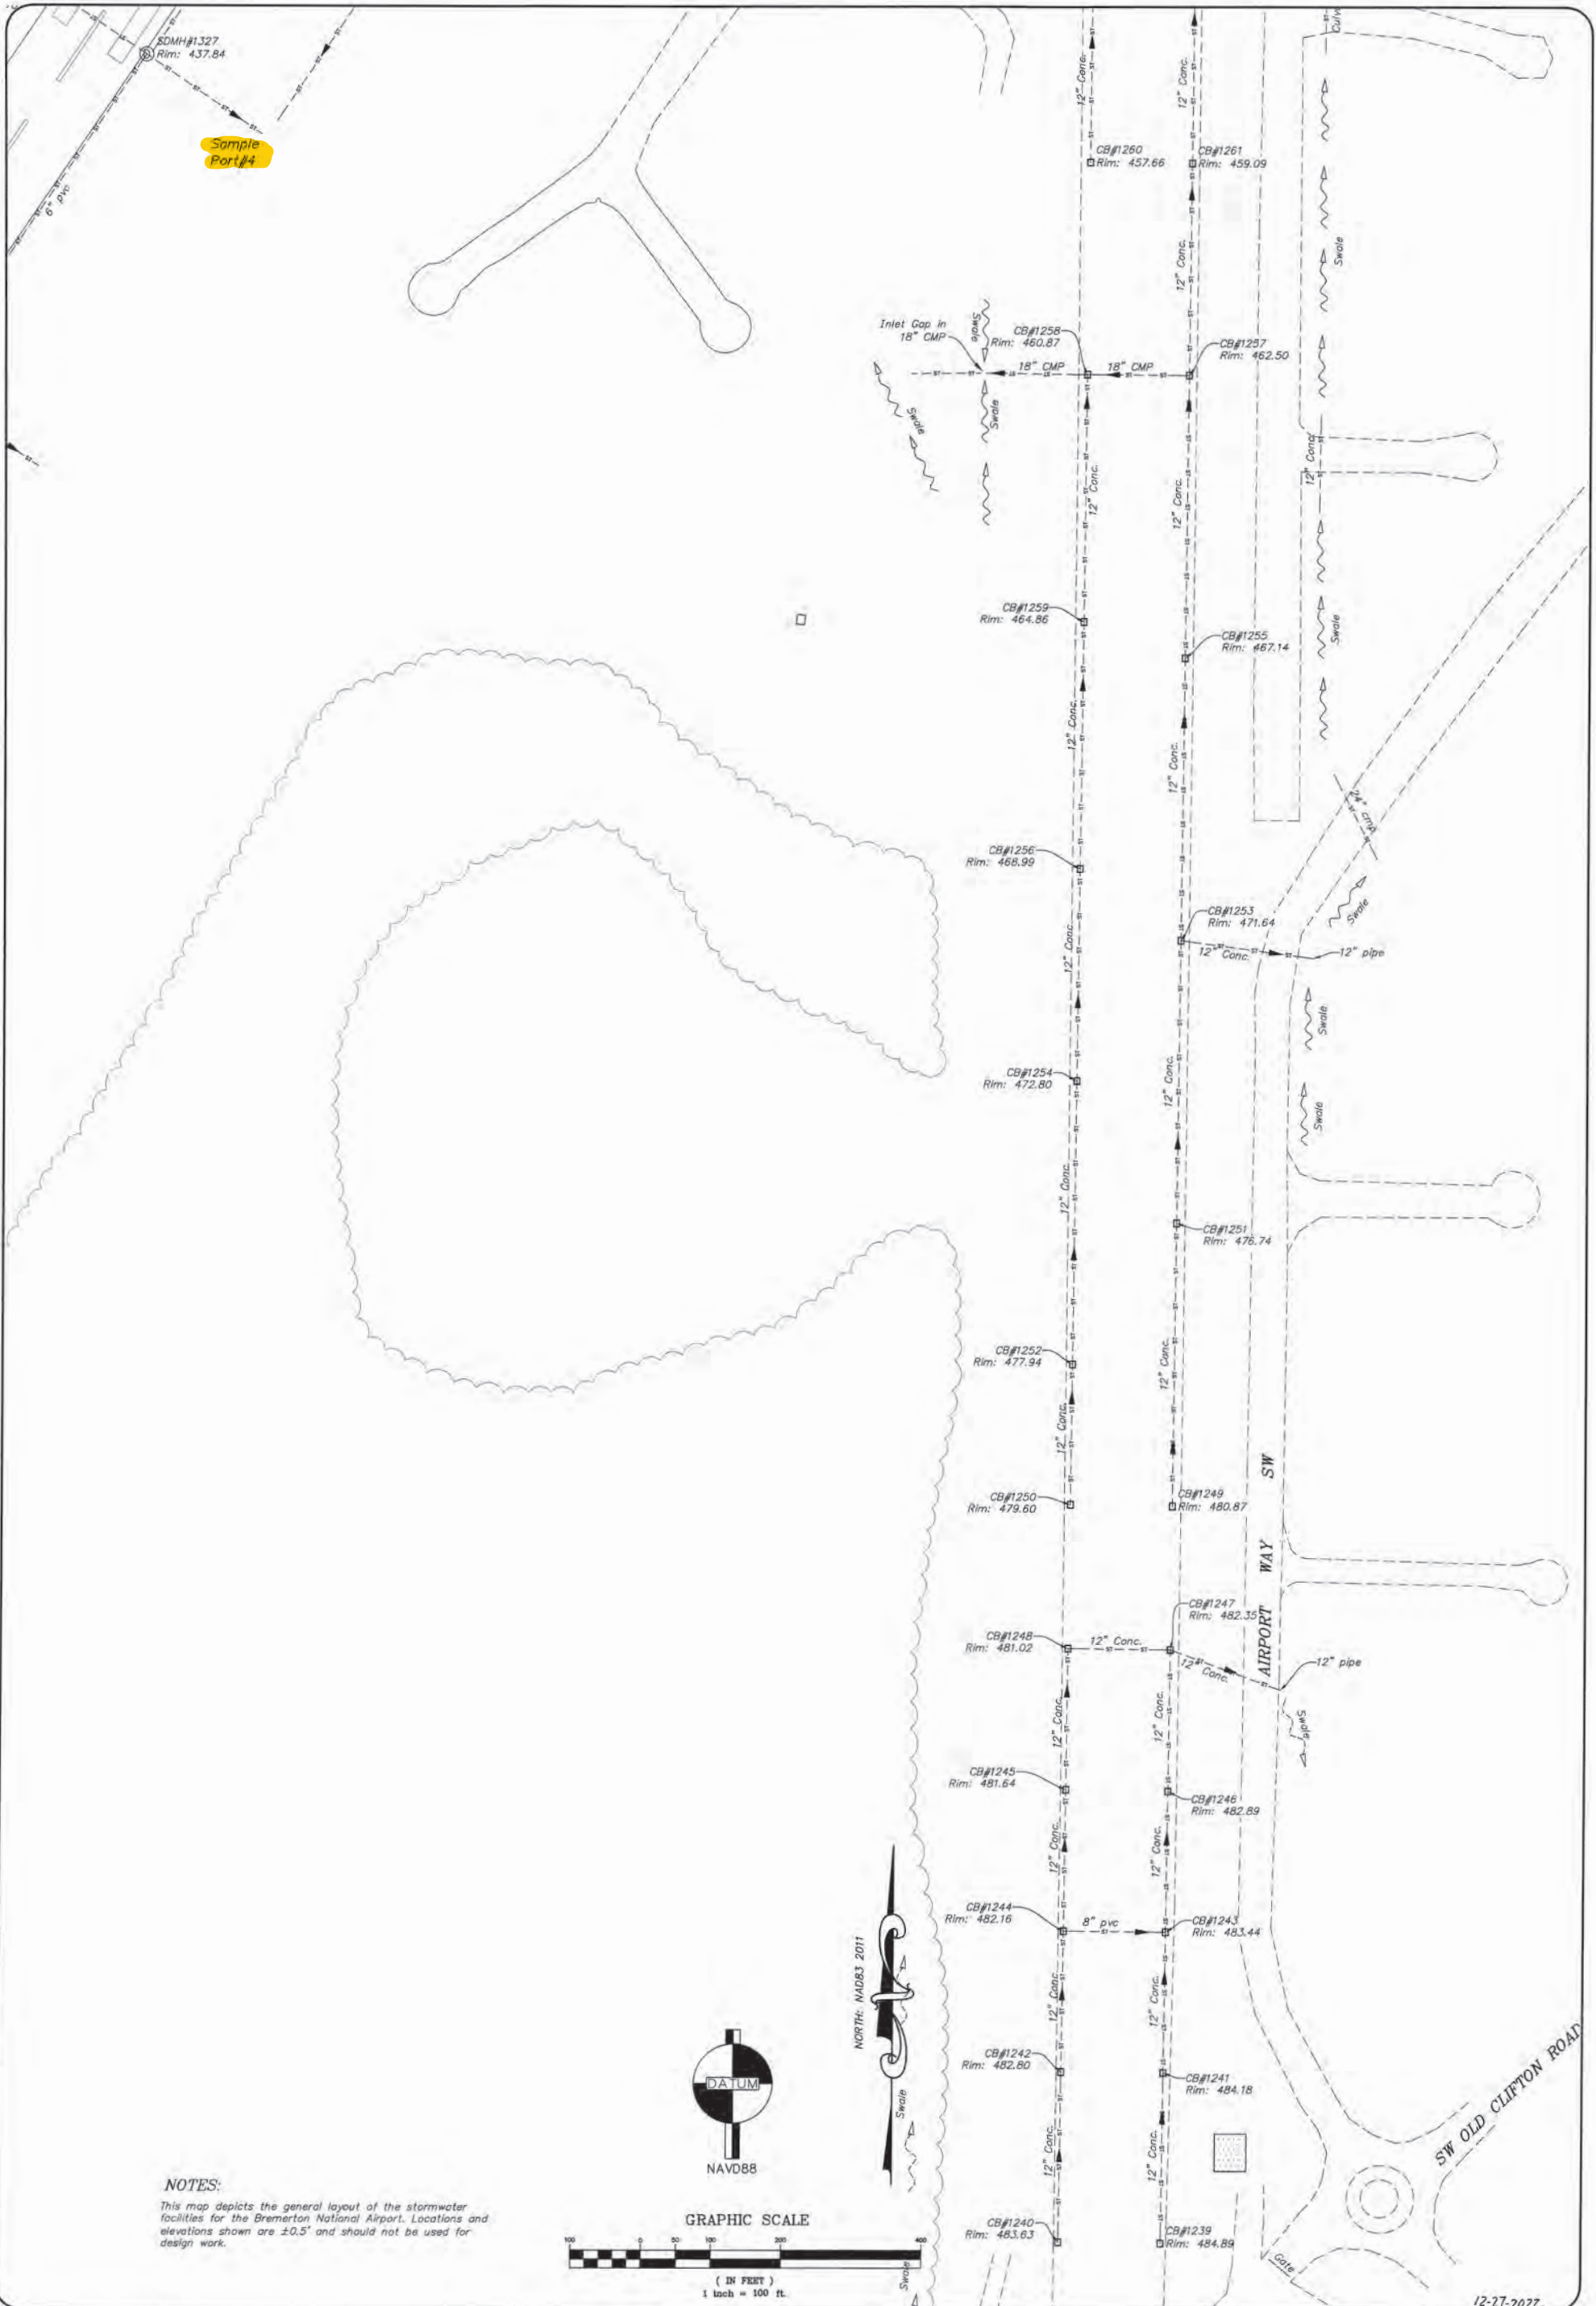 SDMH#1327
Rim: 437.84
Sample
Port#4
6" pvc
12" Conc.
12" Conc.
CB#1260
Rim: 457.66
CB#1261
Rim: 459.09
12" Conc.
Swale
Inlet Gap in
18" CMP
Swale
CB#1258
Rim: 460.87
CB#1257
Rim: 462.50
18" CMP
18" CMP
Swale
Swale
12" Conc.
12" Conc.
12" Conc.
CB#1259
Rim: 464.86
CB#1255
Rim: 467.14
Swale
12" Conc.
12" Conc.
24" cmp
CB#1256
Rim: 468.99
CB#1253
Rim: 471.64
Swale
12" Conc.
12" pipe
12" Conc.
Swale
CB#1254
Rim: 472.80
12" Conc.
Swale
12" Conc.
CB#1251
Rim: 476.74
CB#1252
Rim: 477.94
12" Conc.
12" Conc.
CB#1250
Rim: 479.60
CB#1249
Rim: 480.87
AIRPORT WAY SW
CB#1247
Rim: 482.35
CB#1248
Rim: 481.02
12" Conc.
12" Conc.
12" pipe
12" Conc.
12" Conc.
Swale
CB#1245
Rim: 481.64
CB#1246
Rim: 482.89
12" Conc.
12" Conc.
CB#1244
Rim: 482.16
8" pvc
CB#1243
Rim: 483.44
NORTH: NAD83 2011
12" Conc.
12" Conc.
CB#1242
Rim: 482.80
CB#1241
Rim: 484.18
DATUM
NAVD88
Swale
12" Conc.
12" Conc.
SW OLD CLIFTON ROAD
NOTES:
This map depicts the general layout of the stormwater
facilities for the Bremerton National Airport. Locations and
elevations shown are ±0.5' and should not be used for
design work.
GRAPHIC SCALE
100 0 50 100 200 400
( IN FEET )
1 inch = 100 ft.
CB#1240
Rim: 483.63
CB#1239
Rim: 484.89
Swale
Gate